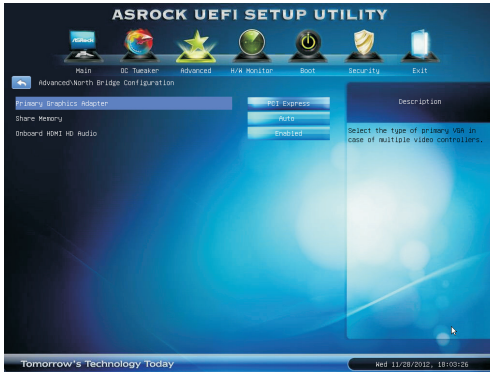 ASROCK UEFI SETUP UTILITY
ASRock
Main OC Tweaker Advanced H/W Monitor Boot Security Exit
Advanced\North Bridge Configuration
Primary Graphics Adapter PCI Express
Share Memory Auto
Onboard HDMI HD Audio Enabled
Description
Select the type of primary VGA in
case of multiple video controllers.
Tomorrow's Technology Today
Wed 11/28/2012, 18:03:26